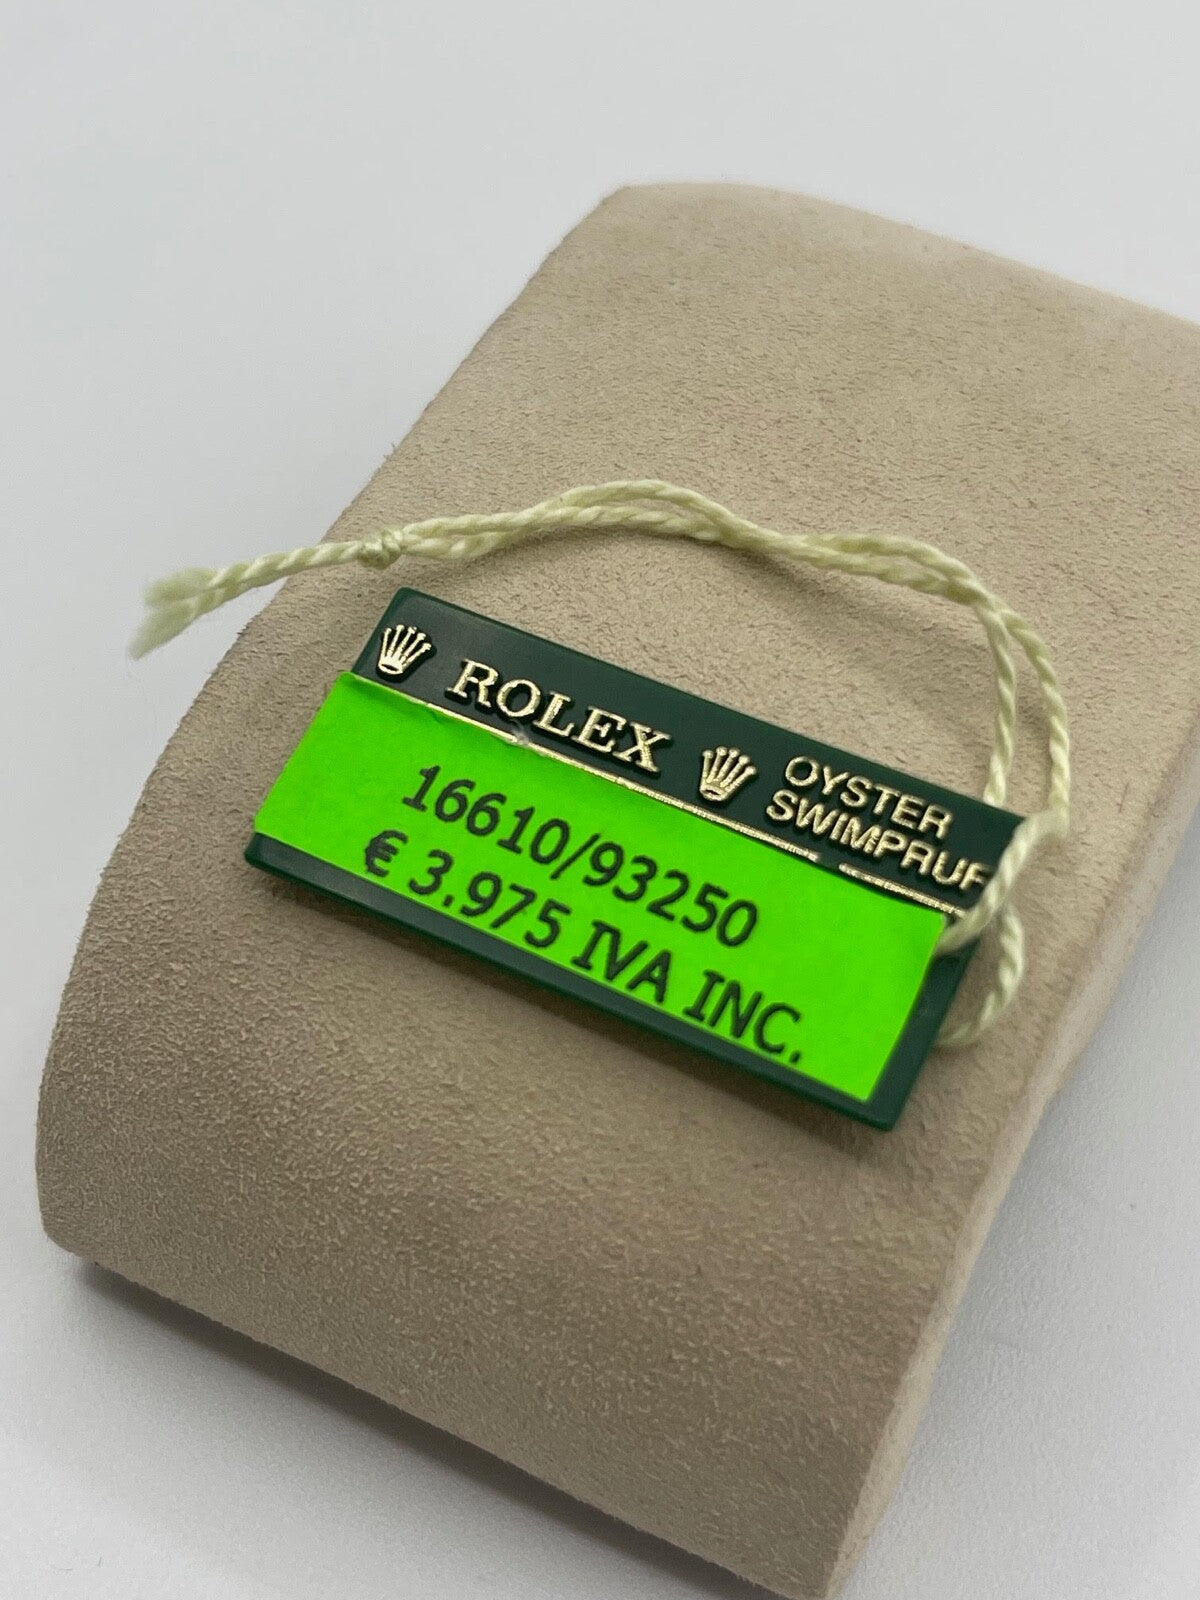 ROLEX
OYSTER
SWIMPRUF
16610/93250
€ 3.975 IVA INC.